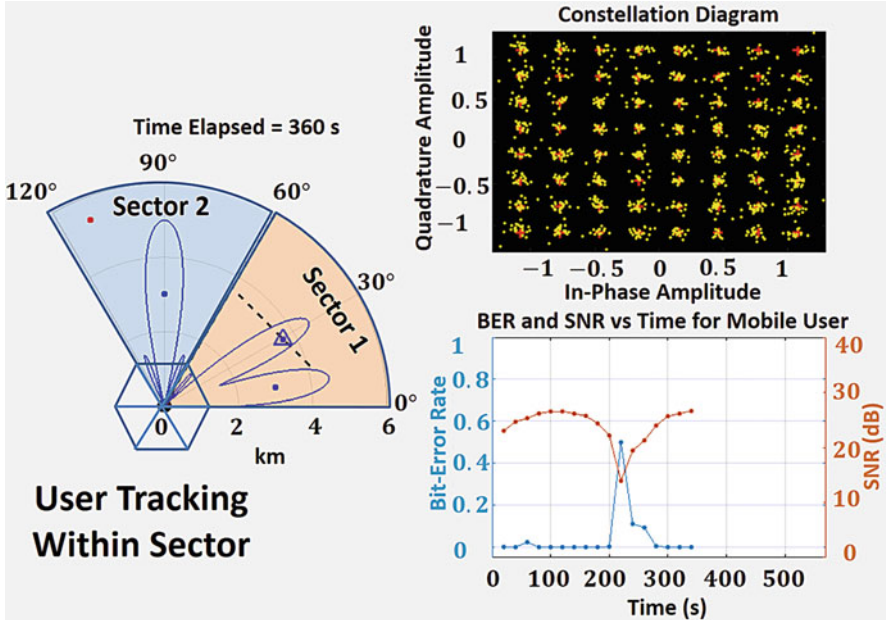 Time Elapsed = 360 s
90°
120°
60°
Sector 2
Sector 1
30°
0°
0
2
4
6
km
User Tracking
Within Sector
Constellation Diagram
Quadrature Amplitude
1
0.5
0
−0.5
−1
−1
−0.5
0
0.5
1
In-Phase Amplitude
BER and SNR vs Time for Mobile User
Bit-Error Rate
1
0.8
0.6
0.4
0.2
0
40
30
20
10
0
SNR (dB)
0
100
200
300
400
500
Time (s)